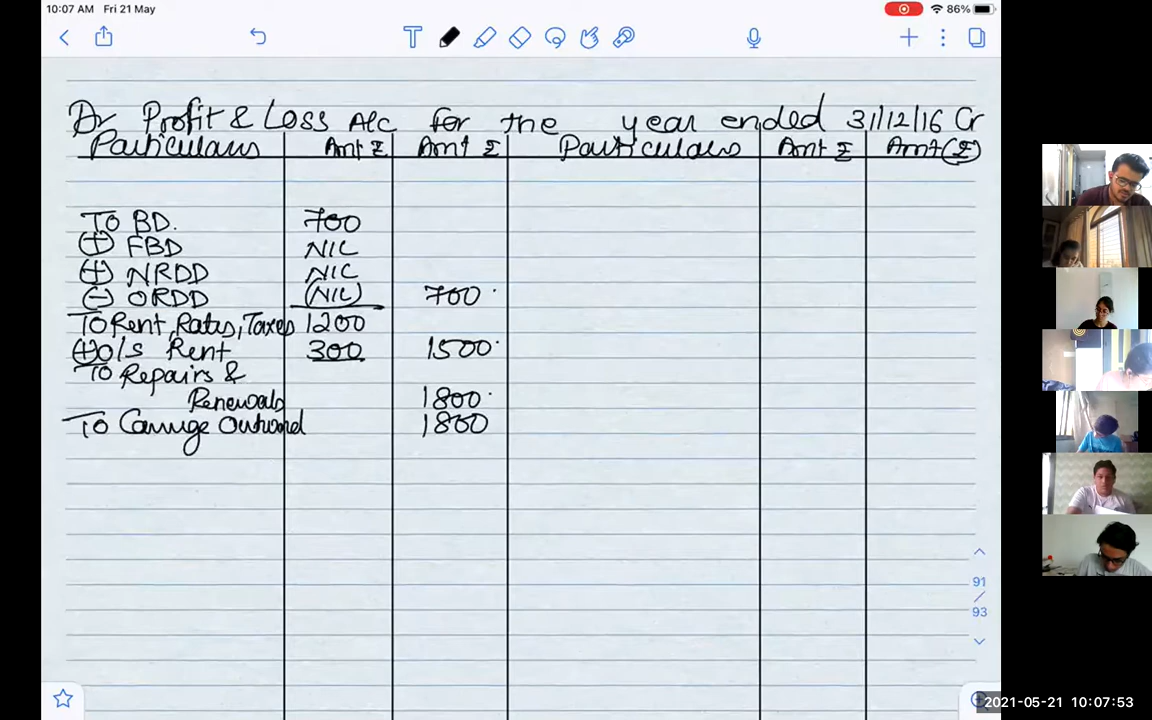 10:07 AM Fri 21 May
86%
T
Dr Profit & Loss A/c for the year ended 31/12/16 Cr
Particulars Amt ₹ Amt ₹ Particulars Amt ₹ Amt (₹)
To BD. 700
(+) FBD NIL
(+) NRDD NIL
(-) ORDD (NIL) 700
To Rent, Rates, Taxes 1200
(+) O/s Rent 300 1500
To Repairs &
Renewals 1800
To Carriage Outward 1800
91
/
93
2021-05-21 10:07:53